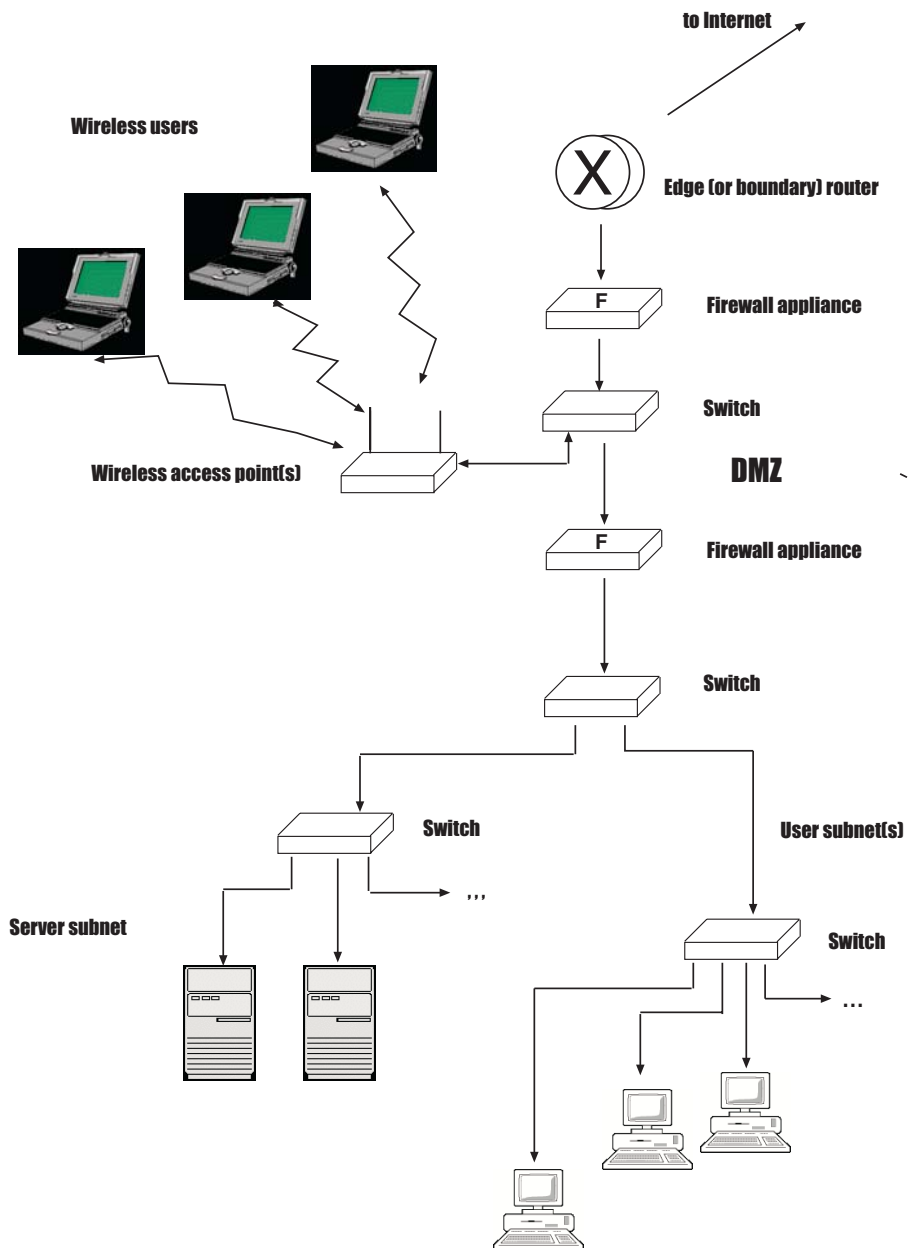 to Internet
Wireless users
X
Edge (or boundary) router
F
Firewall appliance
Switch
Wireless access point(s)
DMZ
F
Firewall appliance
Switch
Switch
User subnet(s)
,,,
Server subnet
Switch
...